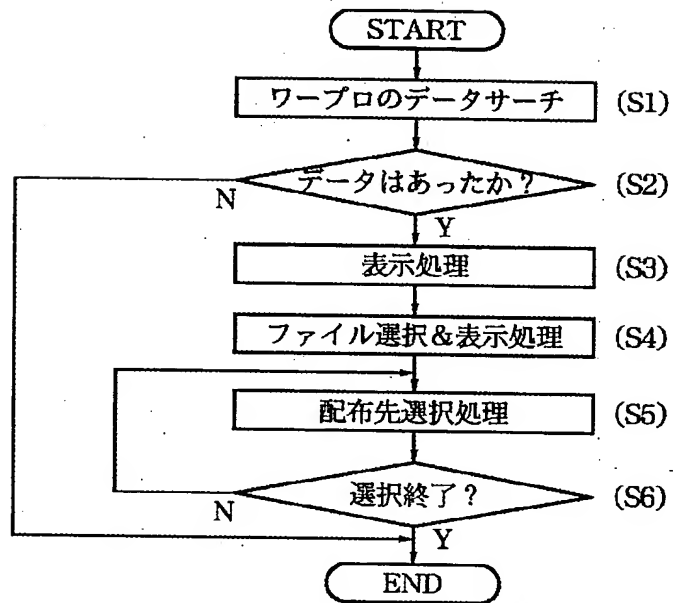 START
ワープロのデータサーチ (S1)
データはあったか？ (S2)
N
Y
表示処理 (S3)
ファイル選択＆表示処理 (S4)
配布先選択処理 (S5)
選択終了？ (S6)
N
Y
END